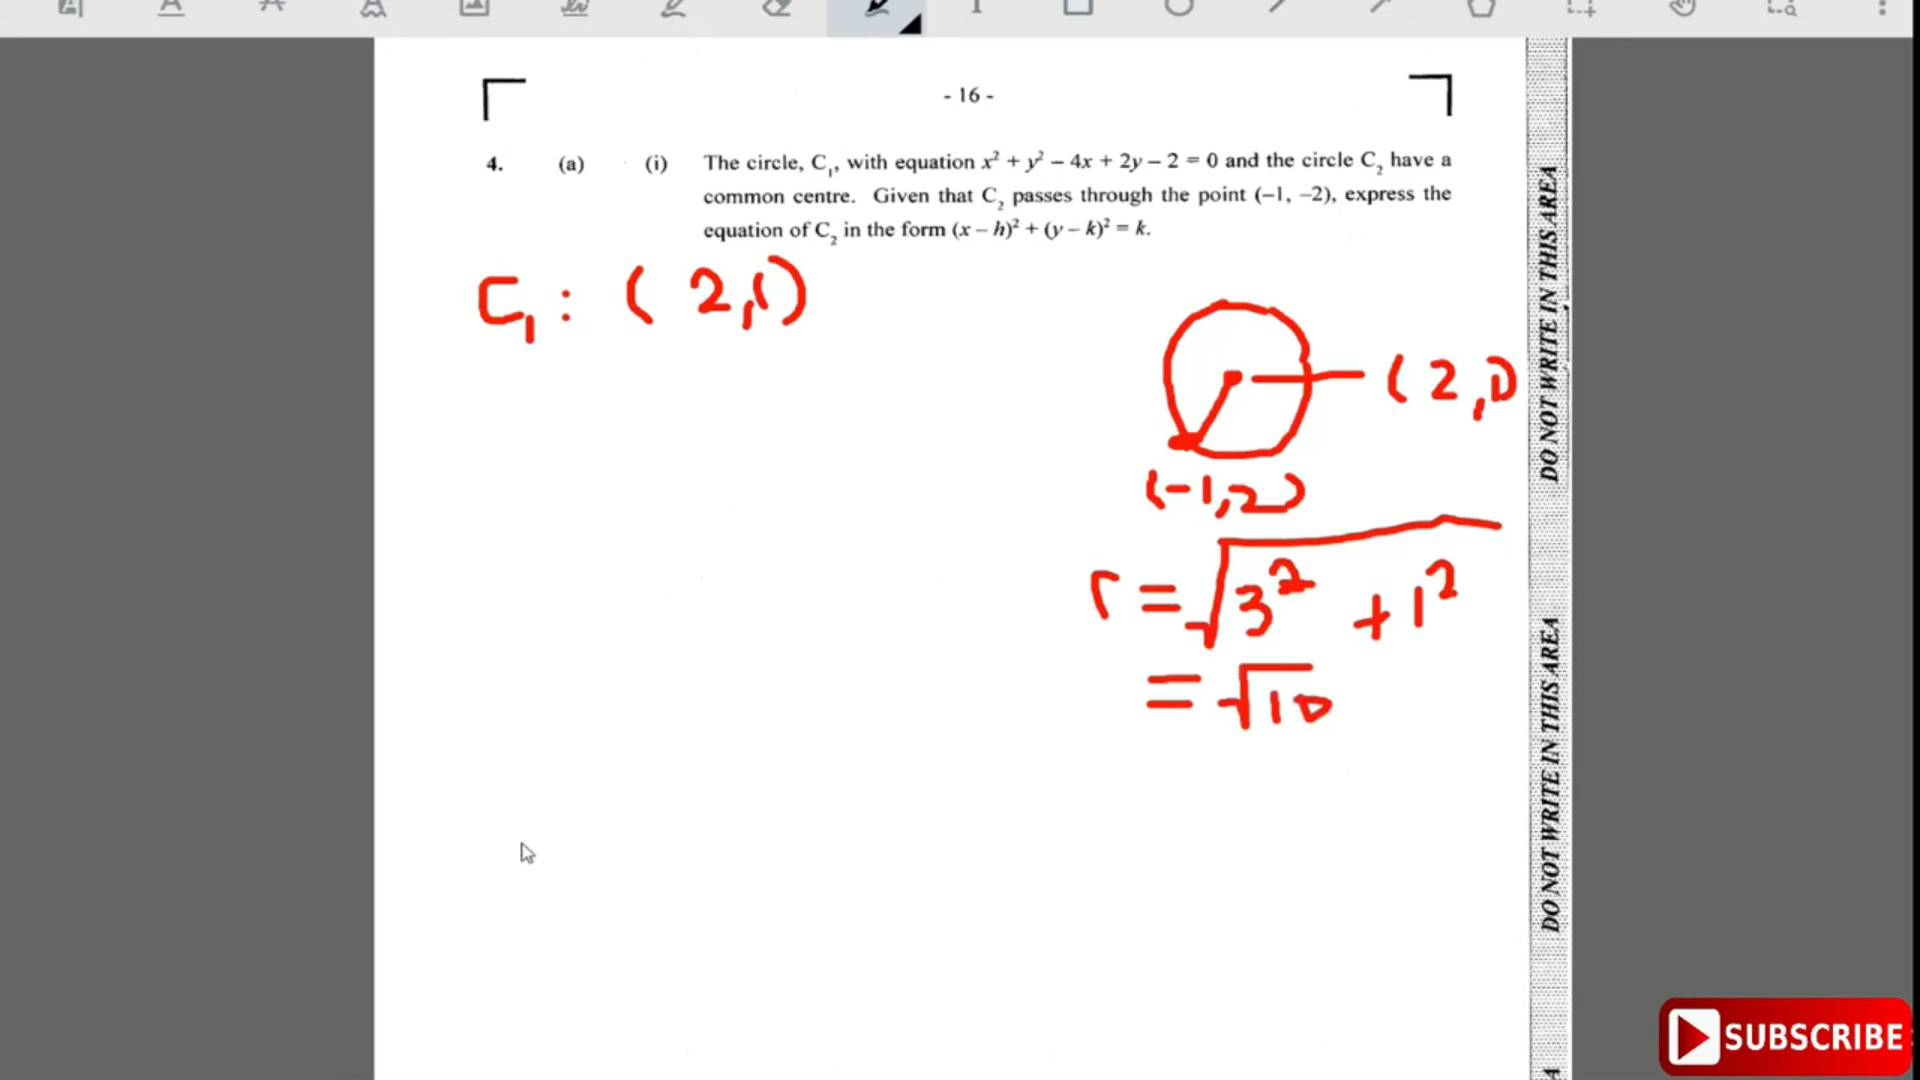 - 16 -
4. (a) (i) The circle, C₁, with equation x² + y² – 4x + 2y – 2 = 0 and the circle C₂ have a
common centre. Given that C₂ passes through the point (–1, –2), express the
equation of C₂ in the form (x – h)² + (y – k)² = k.
C₁ : ( 2,1)
( 2,1)
(-1,2)
r = √3² + 1²
= √10
DO NOT WRITE IN THIS AREA
DO NOT WRITE IN THIS AREA
SUBSCRIBE